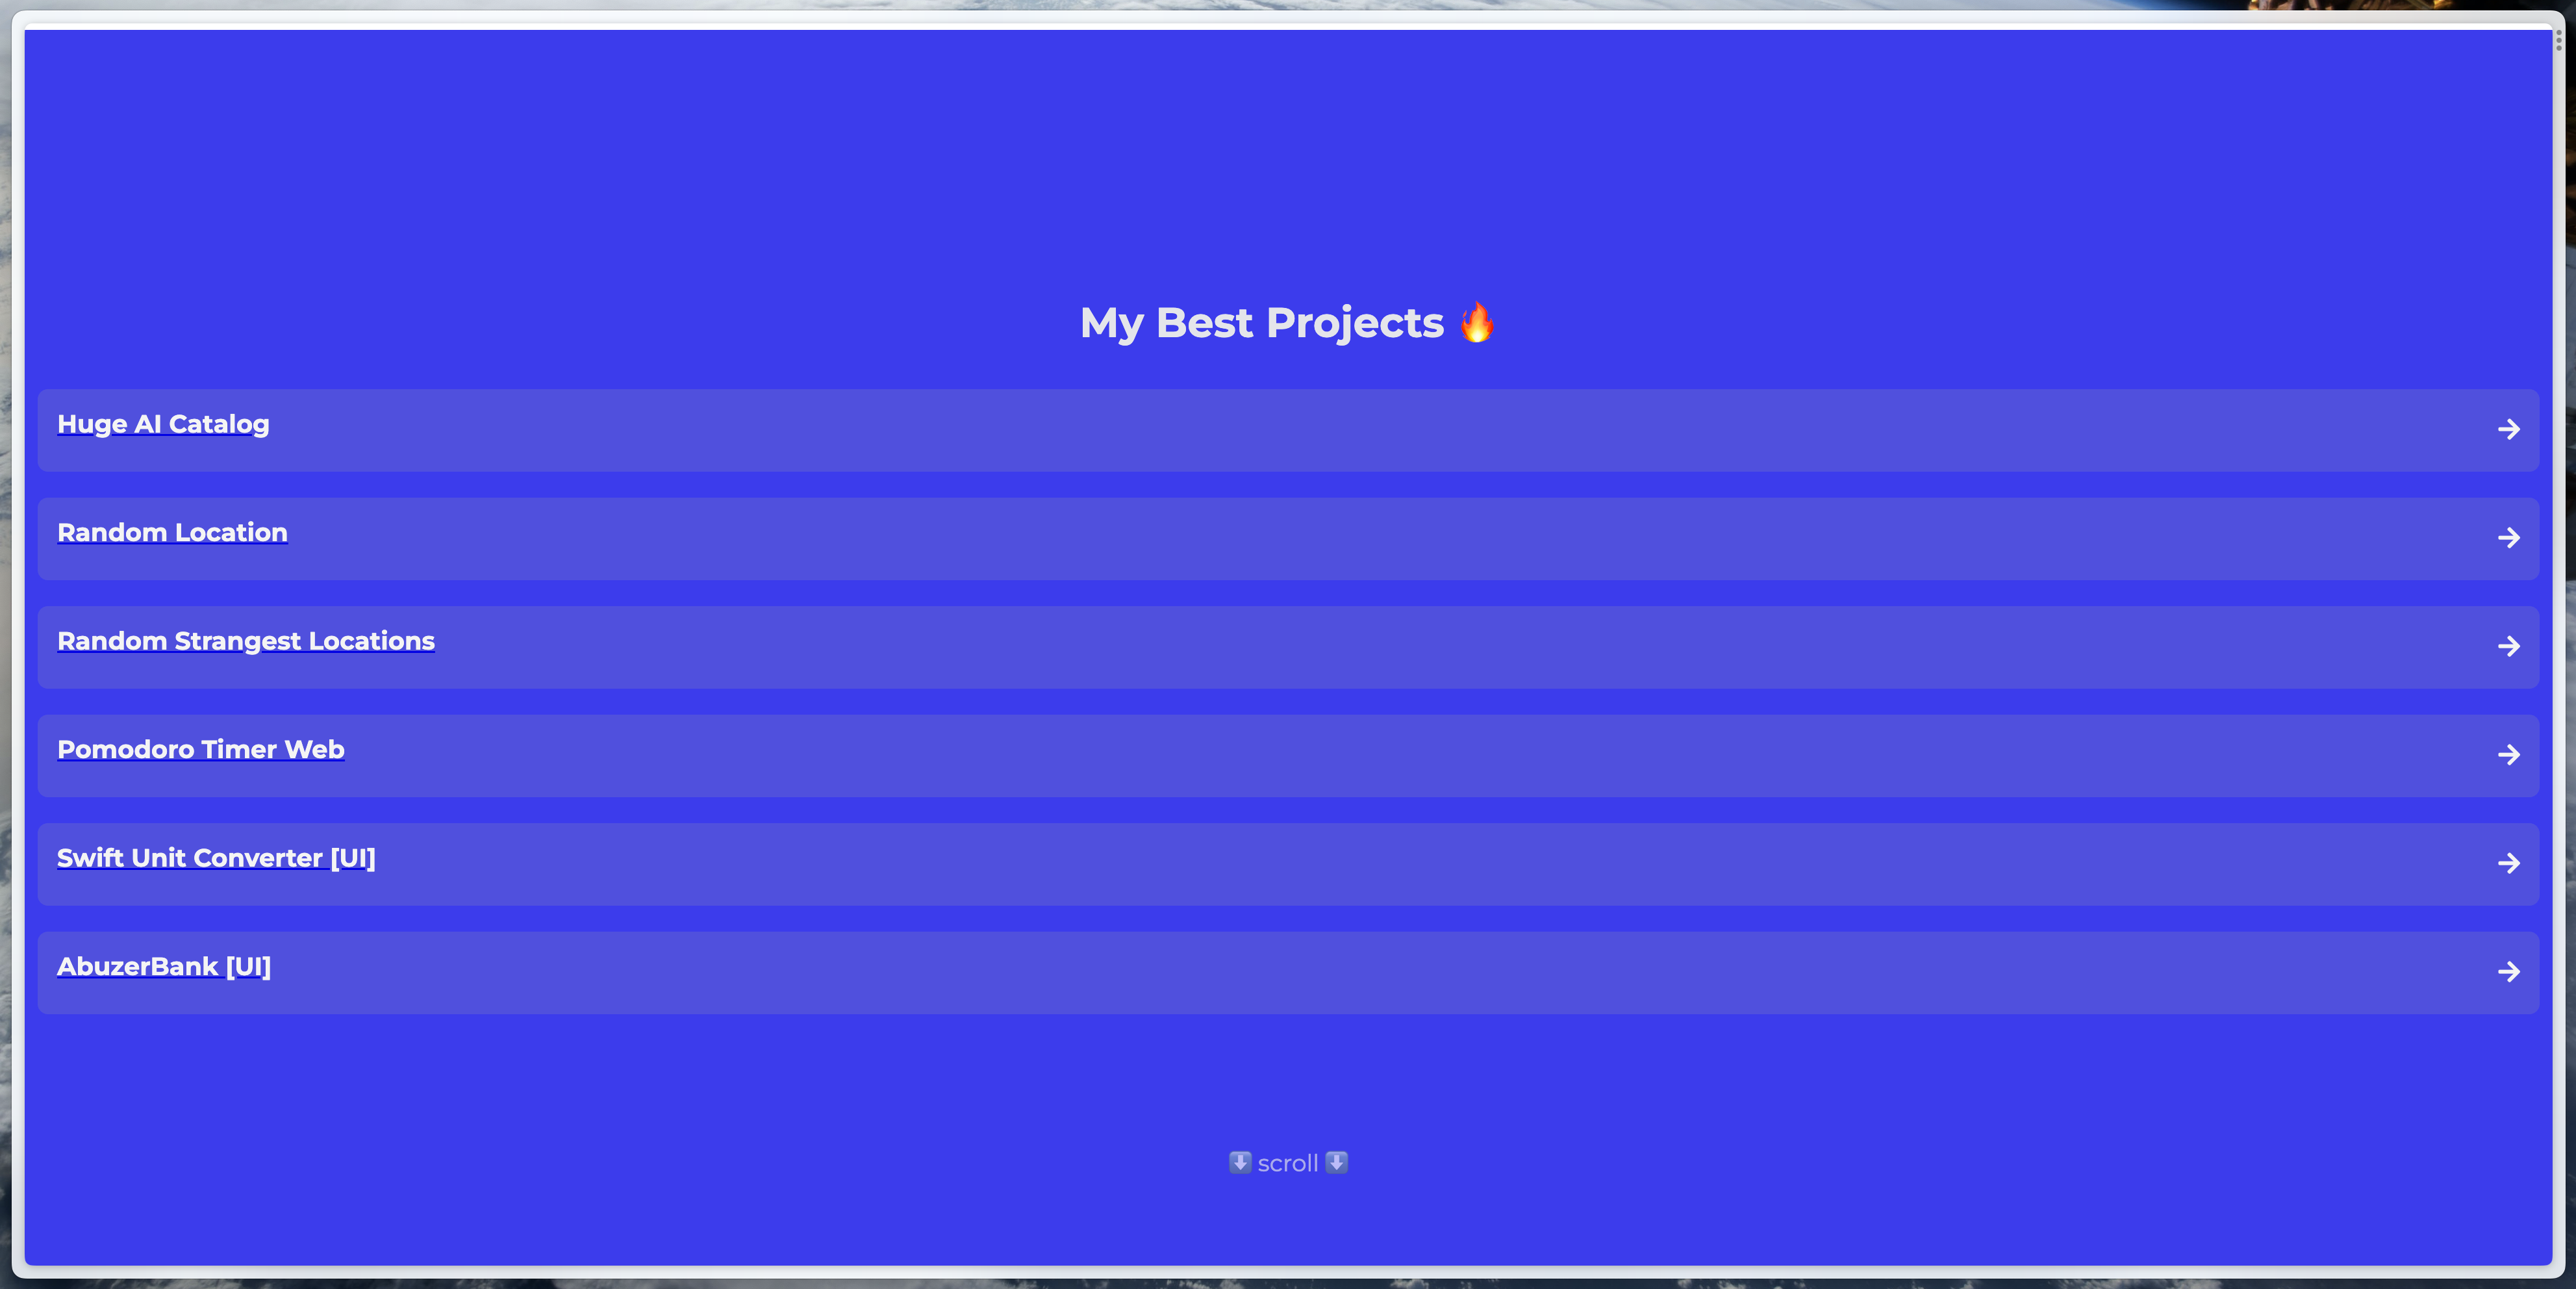 My Best Projects 🔥
Huge AI Catalog
Random Location
Random Strangest Locations
Pomodoro Timer Web
Swift Unit Converter [UI]
AbuzerBank [UI]
⬇️ scroll ⬇️